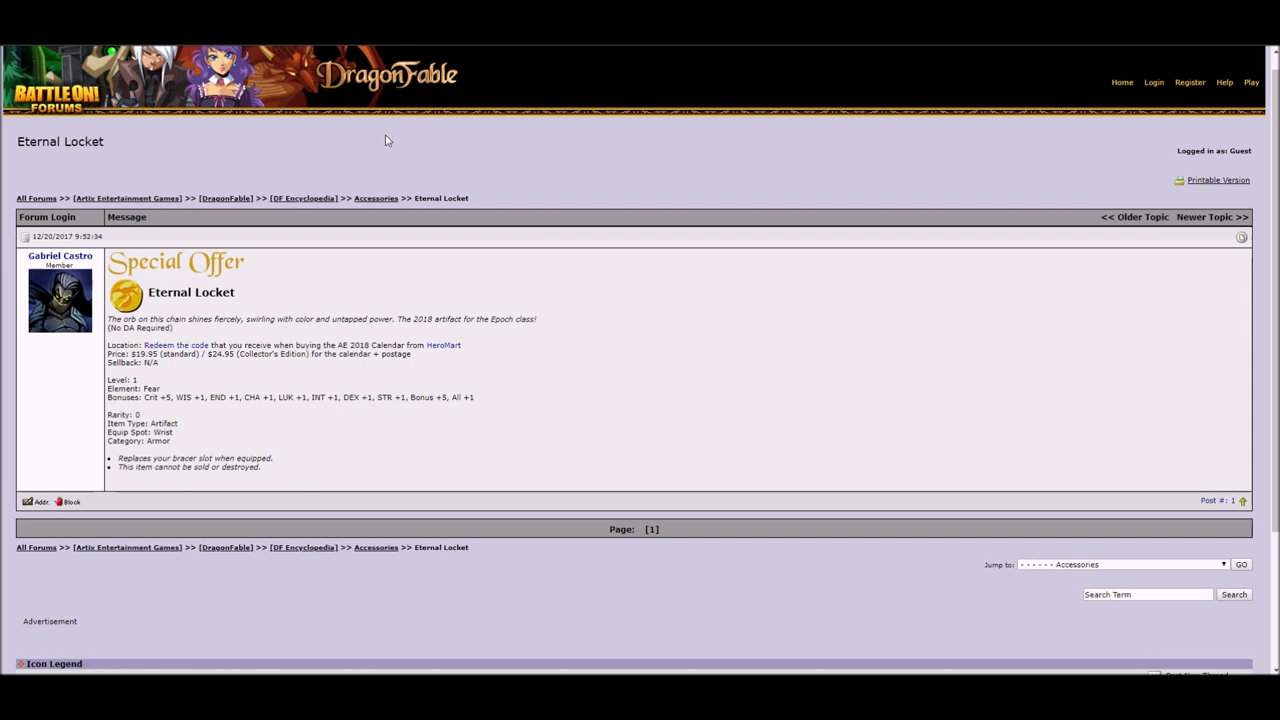 DragonFable
BATTLEON!
FORUMS
Home Login Register Help Play
Eternal Locket
Logged in as: Guest
Printable Version
All Forums >> [Artix Entertainment Games] >> [DragonFable] >> [DF Encyclopedia] >> Accessories >> Eternal Locket
Forum Login Message << Older Topic Newer Topic >>
12/20/2017 9:52:34
Gabriel Castro
Member
Special Offer
Eternal Locket
The orb on this chain shines fiercely, swirling with color and untapped power. The 2018 artifact for the Epoch class!
(No DA Required)
Location: Redeem the code that you receive when buying the AE 2018 Calendar from HeroMart
Price: $19.95 (standard) / $24.95 (Collector's Edition) for the calendar + postage
Sellback: N/A
Level: 1
Element: Fear
Bonuses: Crit +5, WIS +1, END +1, CHA +1, LUK +1, INT +1, DEX +1, STR +1, Bonus +5, All +1
Rarity: 0
Item Type: Artifact
Equip Spot: Wrist
Category: Armor
• Replaces your bracer slot when equipped.
• This item cannot be sold or destroyed.
Addr. Block Post #: 1
Page: [1]
All Forums >> [Artix Entertainment Games] >> [DragonFable] >> [DF Encyclopedia] >> Accessories >> Eternal Locket
Jump to: - - - - - - Accessories GO
Search Term Search
Advertisement
Icon Legend